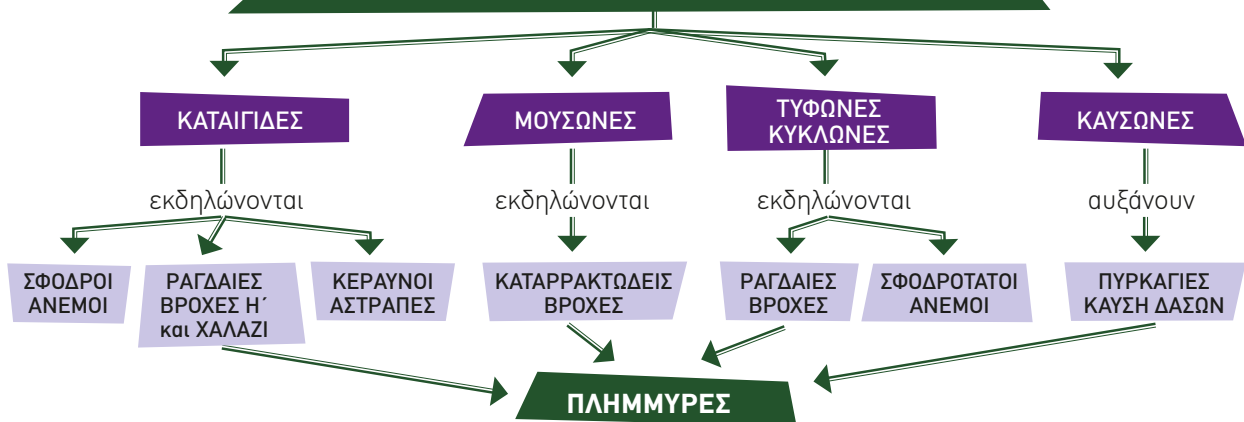 ΚΑΤΑΙΓΙΔΕΣ
ΜΟΥΣΩΝΕΣ
ΤΥΦΩΝΕΣ
ΚΥΚΛΩΝΕΣ
ΚΑΥΣΩΝΕΣ
εκδηλώνονται
εκδηλώνονται
εκδηλώνονται
αυξάνουν
ΣΦΟΔΡΟΙ
ΑΝΕΜΟΙ
ΡΑΓΔΑΙΕΣ
ΒΡΟΧΕΣ Η΄
και ΧΑΛΑΖΙ
ΚΕΡΑΥΝΟΙ
ΑΣΤΡΑΠΕΣ
ΚΑΤΑΡΡΑΚΤΩΔΕΙΣ
ΒΡΟΧΕΣ
ΡΑΓΔΑΙΕΣ
ΒΡΟΧΕΣ
ΣΦΟΔΡΟΤΑΤΟΙ
ΑΝΕΜΟΙ
ΠΥΡΚΑΓΙΕΣ
ΚΑΥΣΗ ΔΑΣΩΝ
ΠΛΗΜΜΥΡΕΣ